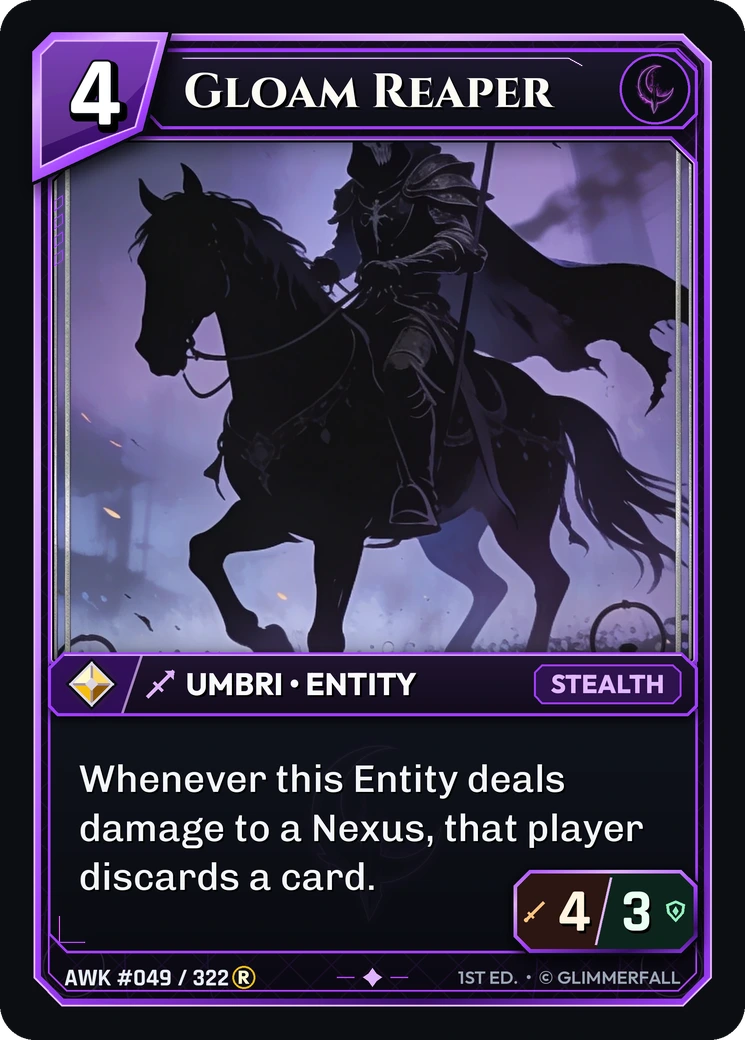 4
GLOAM REAPER
UMBRI • ENTITY
STEALTH
Whenever this Entity deals
damage to a Nexus, that player
discards a card.
4 / 3
AWK #049 / 322 R
1ST ED. • © GLIMMERFALL